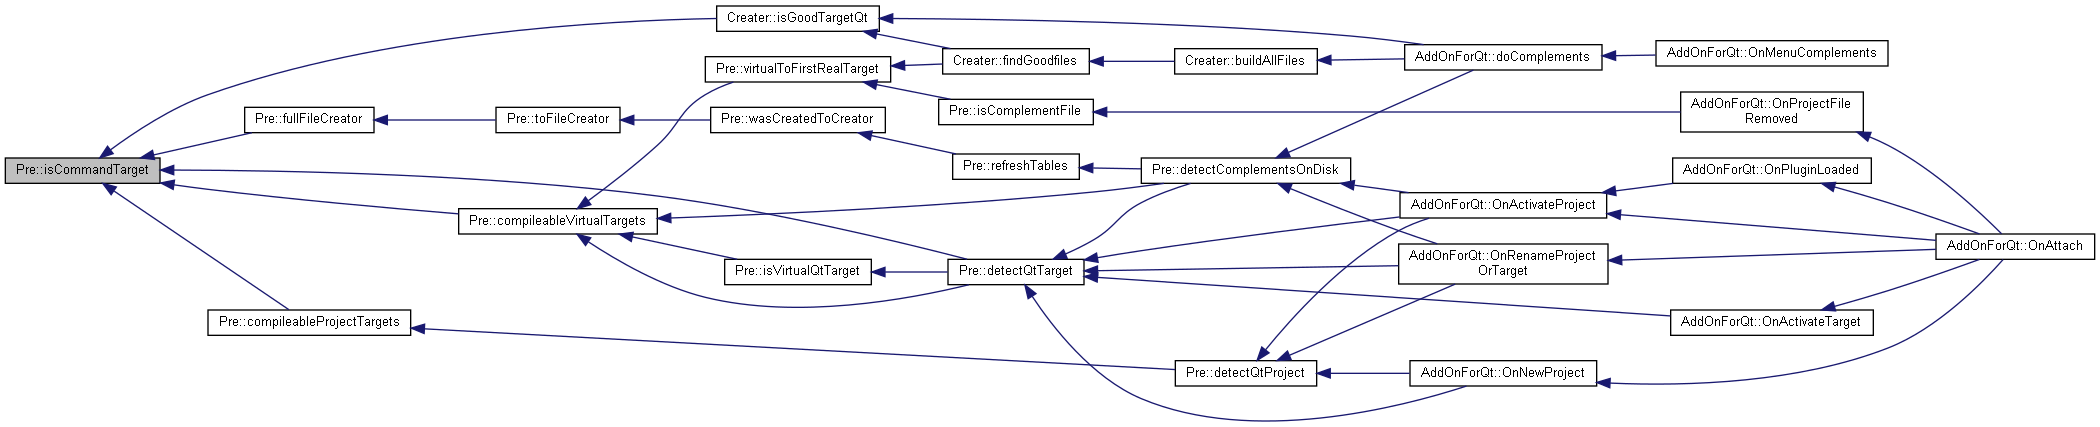 Creater::isGoodTargetQt
AddOnForQt::doComplements
AddOnForQt::OnMenuComplements
Pre::virtualToFirstRealTarget
Creater::findGoodfiles
Creater::buildAllFiles
Pre::fullFileCreator
Pre::toFileCreator
Pre::wasCreatedToCreator
Pre::isComplementFile
AddOnForQt::OnProjectFile
Removed
Pre::isCommandTarget
Pre::refreshTables
Pre::detectComplementsOnDisk
AddOnForQt::OnPluginLoaded
Pre::compileableVirtualTargets
AddOnForQt::OnActivateProject
AddOnForQt::OnAttach
Pre::isVirtualQtTarget
Pre::detectQtTarget
AddOnForQt::OnRenameProject
OrTarget
Pre::compileableProjectTargets
AddOnForQt::OnActivateTarget
Pre::detectQtProject
AddOnForQt::OnNewProject